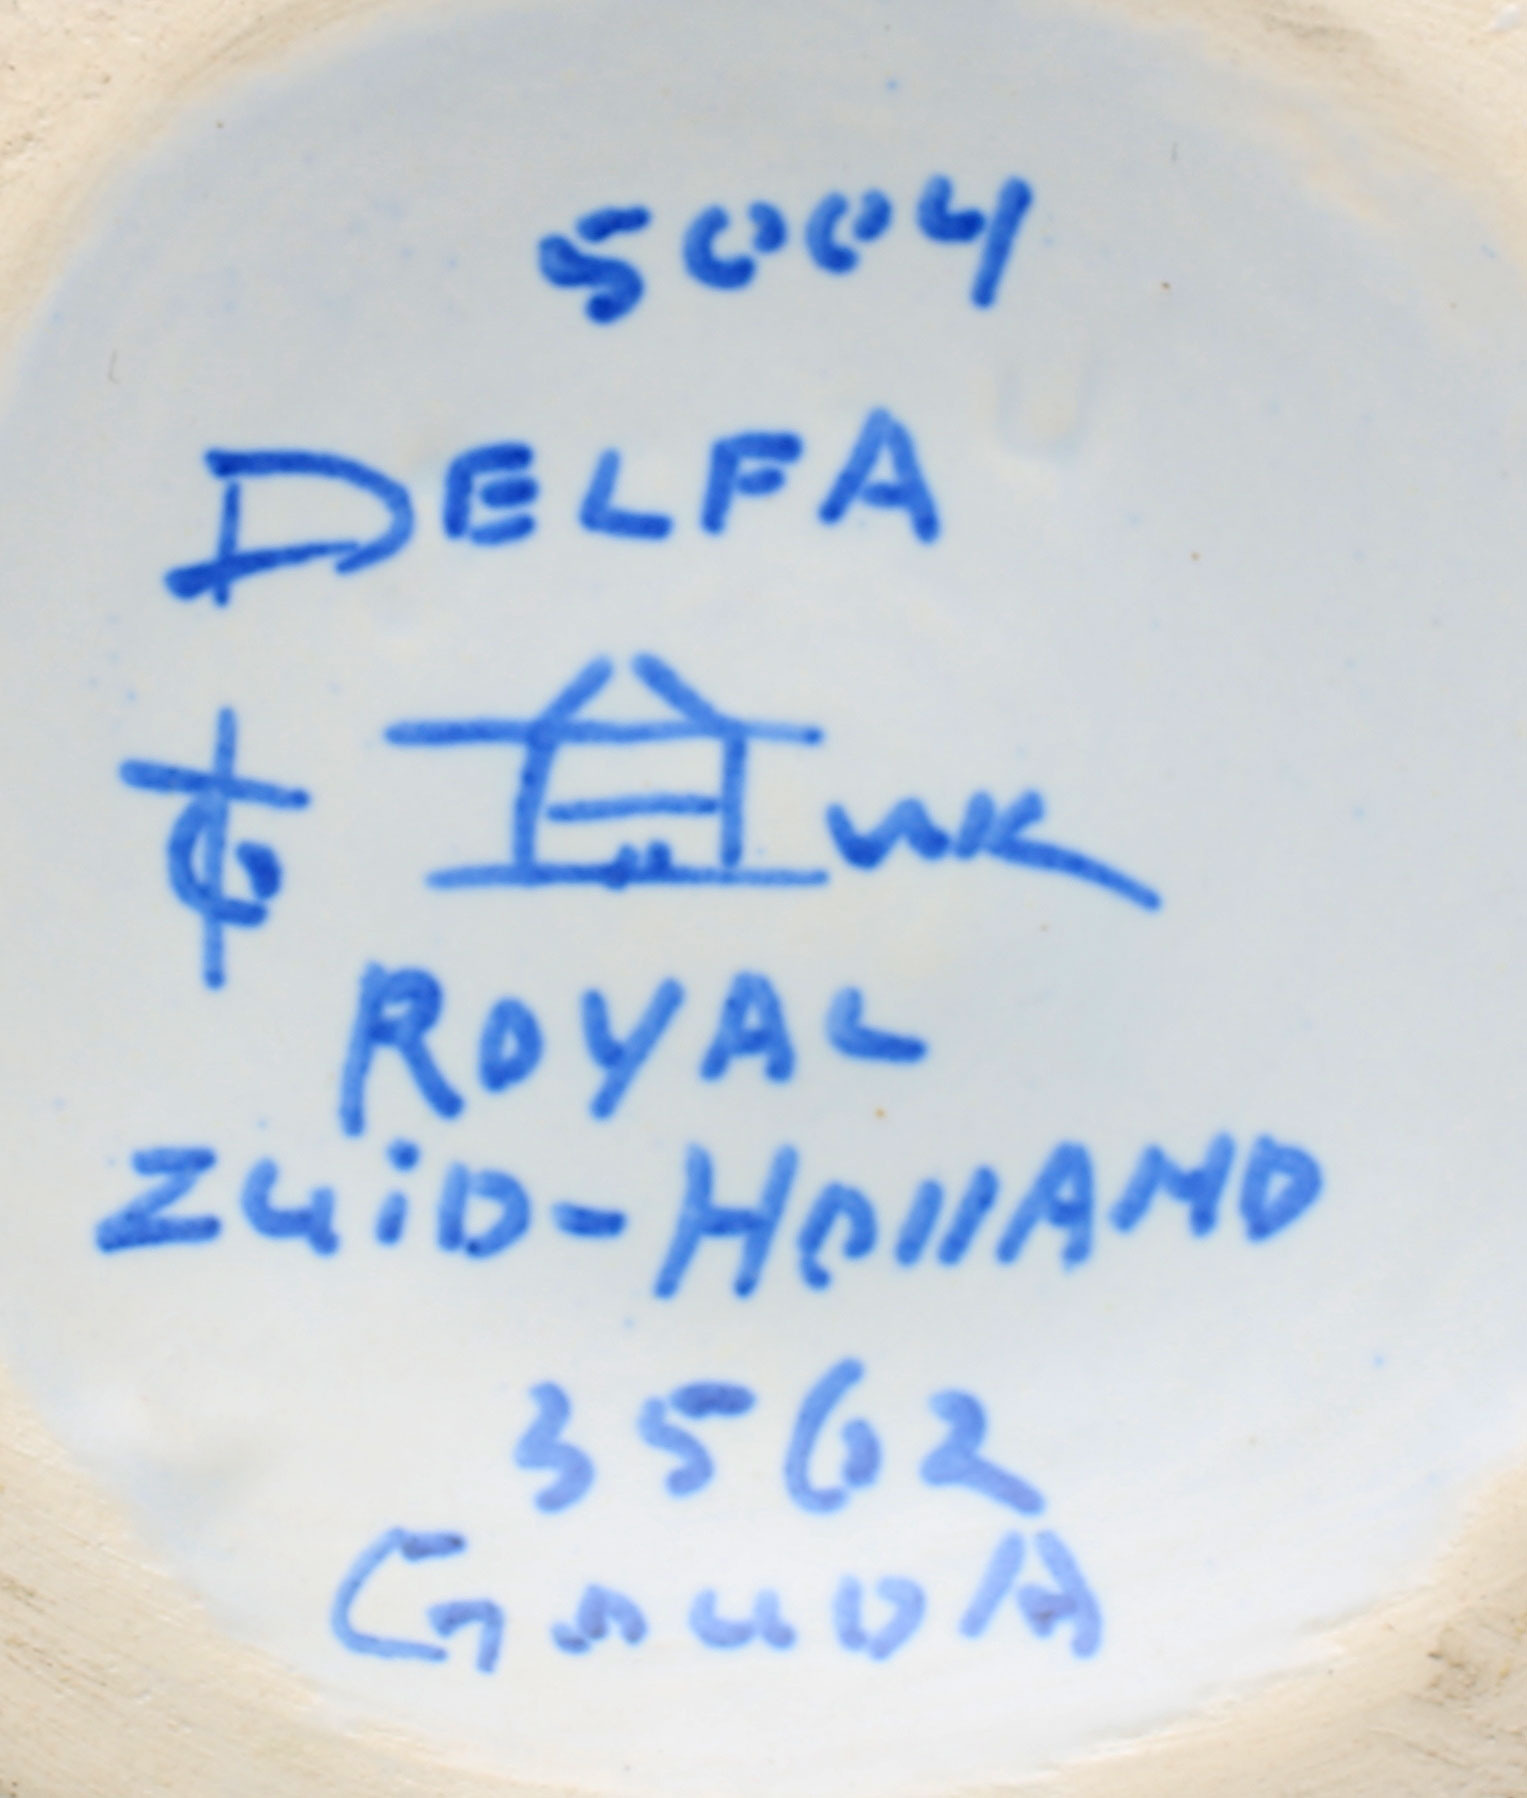 5004
DELFA
ROYAL
ZuiD-HOllAND
3562
GOUDA